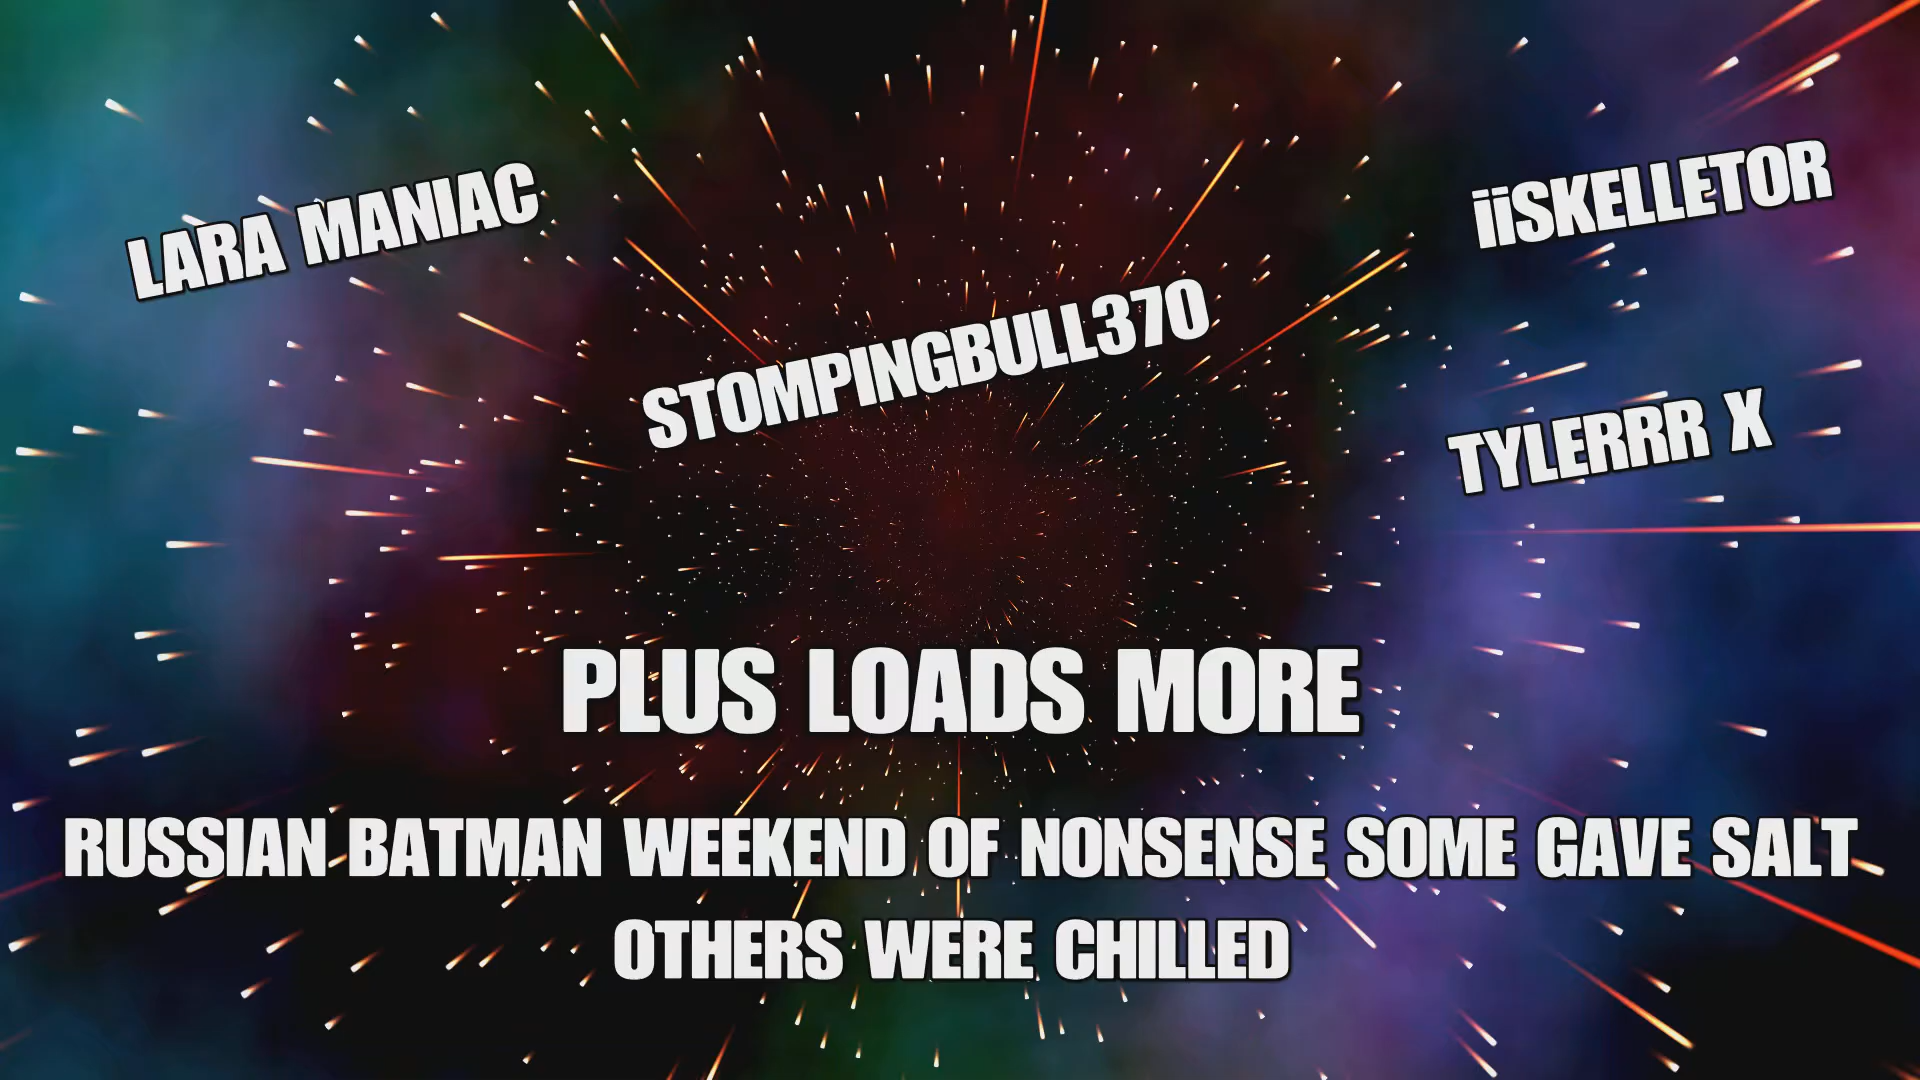 LARA MANIAC
iiSKELLETOR
STOMPINGBULL370
TYLERRR X
PLUS LOADS MORE
RUSSIAN BATMAN WEEKEND OF NONSENSE SOME GAVE SALT
OTHERS WERE CHILLED